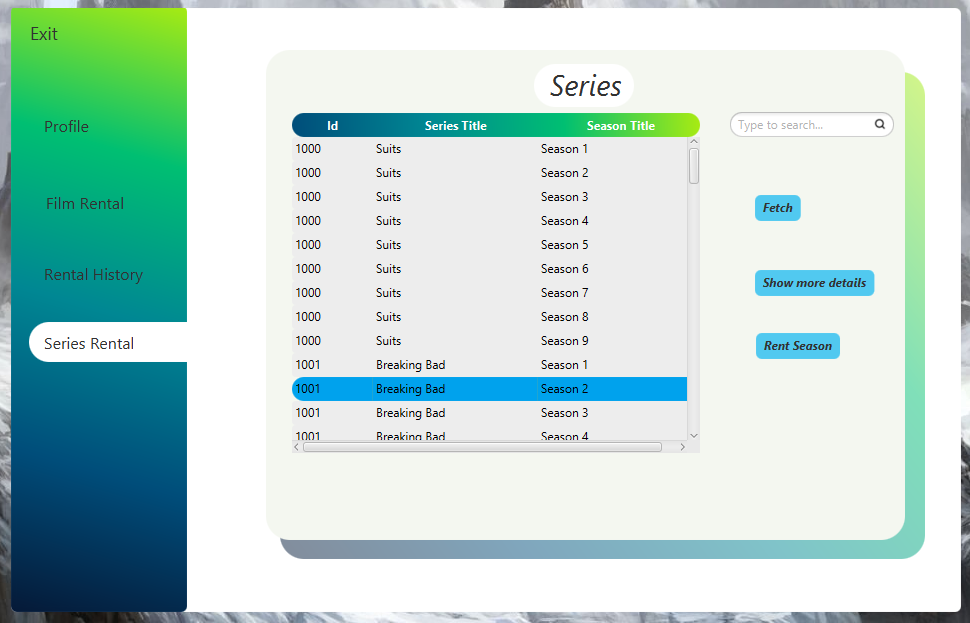 Exit
Profile
Film Rental
Rental History
Series Rental
Series
Id Series Title Season Title
1000 Suits Season 1
1000 Suits Season 2
1000 Suits Season 3
1000 Suits Season 4
1000 Suits Season 5
1000 Suits Season 6
1000 Suits Season 7
1000 Suits Season 8
1000 Suits Season 9
1001 Breaking Bad Season 1
1001 Breaking Bad Season 2
1001 Breaking Bad Season 3
1001 Breaking Bad Season 4
Type to search...
Fetch
Show more details
Rent Season